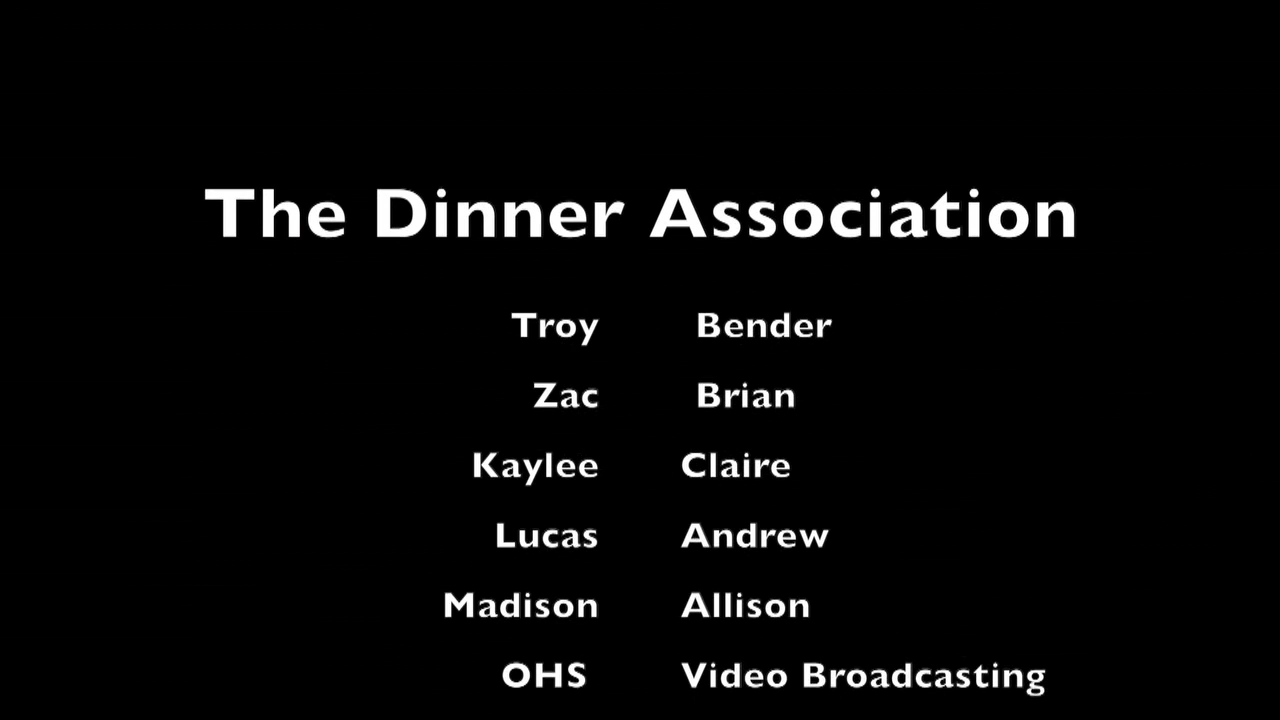 The Dinner Association
Troy Bender
Zac Brian
Kaylee Claire
Lucas Andrew
Madison Allison
OHS Video Broadcasting